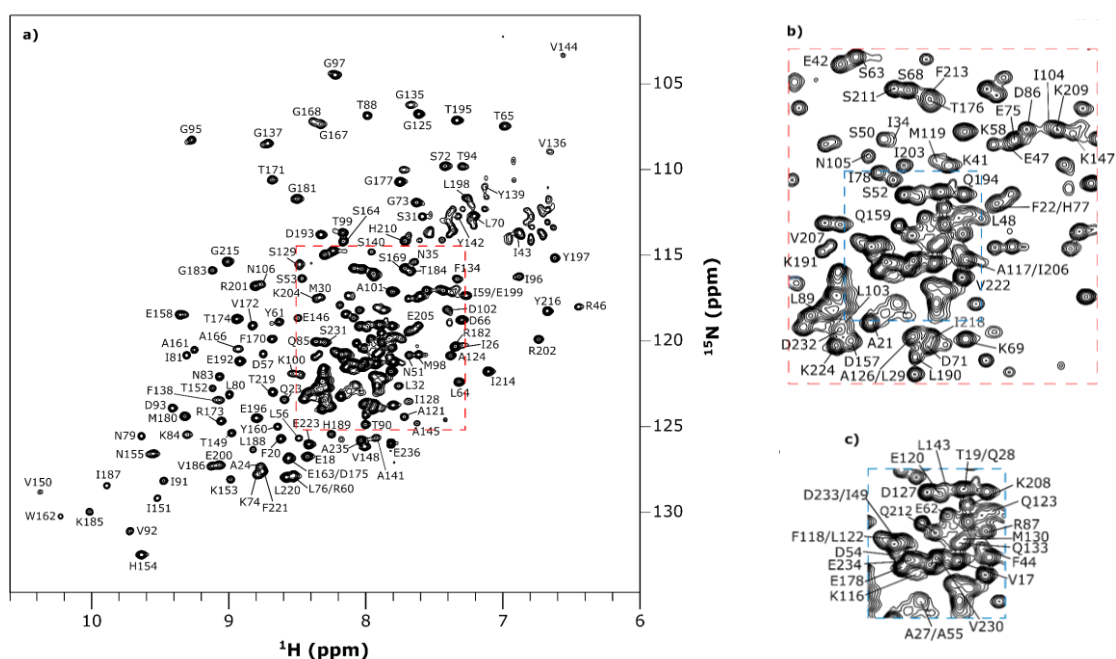 a)
V144
G97
G135
G168
T88
T195
G167
G125
T65
105
G95
G137
V136
S72
T94
T171
G177
L198
Y139
110
G181
G73
S164
S31
L70
T99
H210
D193
S140
Y142
I43
S129
N35
G215
S169
Y197
115
G183
N106
S53
T184
F134
I96
R201
M30
A101
I59/E199
K204
V172
Y216
R46
Y61
E146
E205
D102
E158
D66
T174
S231
R182
A166
F170
Q85
I26
R202
120
A161
E192
D57
K100
N51
M98
A124
I81
N83
I214
T152
L80
T219
Q23
L32
L64
F138
I128
D93
R173
E196
L56
A121
M180
Y160
E223
H189
T90
A145
125
N79
K84
T149
L188
F20
A235
V148
A141
E236
E200
E18
N155
V186
A24
E163/D175
I187
I91
K153
K74
L220
L76/R60
V150
F221
I151
W162
K185
V92
130
H154
10
8
6
¹H (ppm)
¹⁵N (ppm)
b)
E42
S63
S68
F213
I104
S211
D86
K209
T176
E75
S50
I34
M119
K58
N105
I203
K41
E47
K147
I78
S52
Q194
Q159
F22/H77
L48
V207
K191
A117/I206
L103
V222
L89
I218
D232
A21
K69
K224
D157
D71
A126/L29
L190
c)
L143
E120
T19/Q28
D127
K208
D233/I49
Q212
E62
Q123
F118/L122
R87
M130
D54
Q133
E234
F44
E178
V17
K116
V230
A27/A55